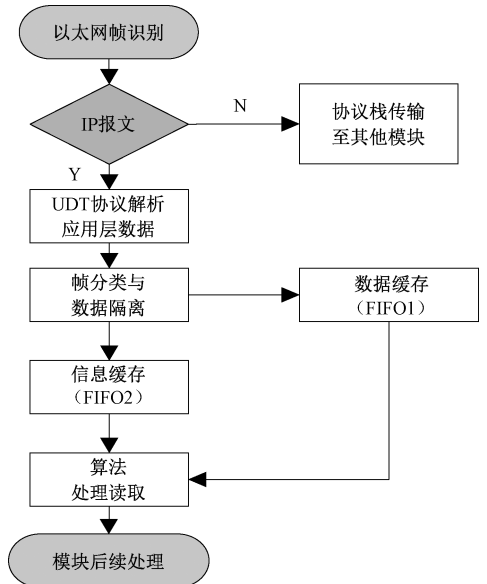 以太网帧识别
IP报文
N
协议栈传输
至其他模块
Y
UDT协议解析
应用层数据
帧分类与
数据隔离
数据缓存
（FIFO1）
信息缓存
（FIFO2）
算法
处理读取
模块后续处理